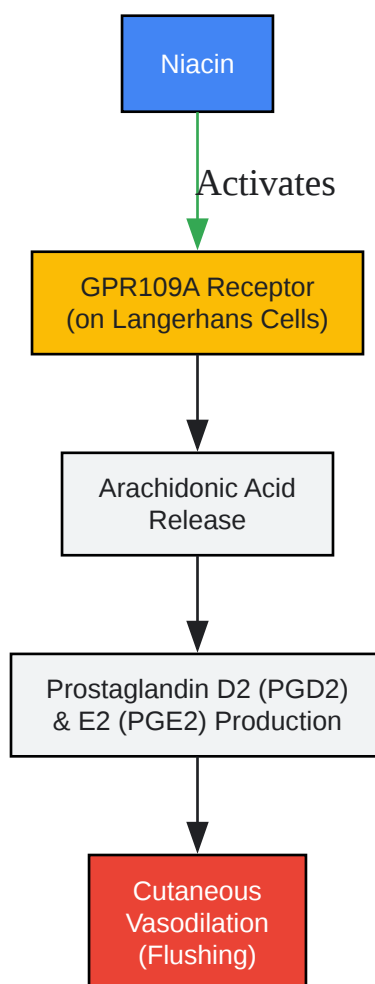 Niacin
Activates
GPR109A Receptor
(on Langerhans Cells)
Arachidonic Acid
Release
Prostaglandin D2 (PGD2)
& E2 (PGE2) Production
Cutaneous
Vasodilation
(Flushing)